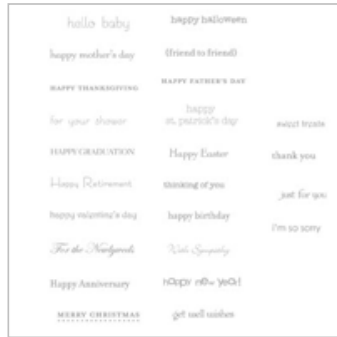 hello baby
happy mother's day
HAPPY THANKSGIVING
for your shower
HAPPY GRADUATION
Happy Retirement
happy valentine's day
For the Newlyweds
Happy Anniversary
MERRY CHRISTMAS
happy halloween
(friend to friend)
HAPPY FATHER'S DAY
happy
st. patrick's day
Happy Easter
thinking of you
happy birthday
With Sympathy
happy new year!
get well wishes
sweet treats
thank you
just for you
I'm so sorry